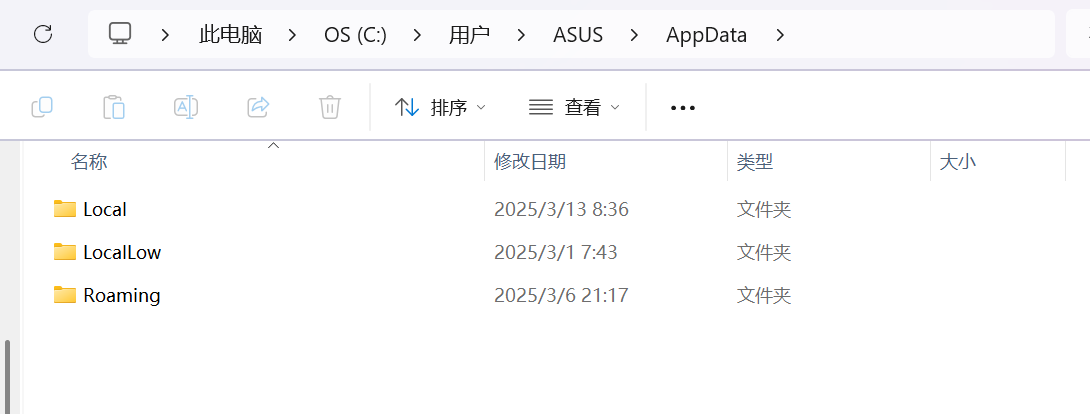 此电脑 OS (C:) 用户 ASUS AppData
排序 查看
名称 修改日期 类型 大小
Local 2025/3/13 8:36 文件夹
LocalLow 2025/3/1 7:43 文件夹
Roaming 2025/3/6 21:17 文件夹